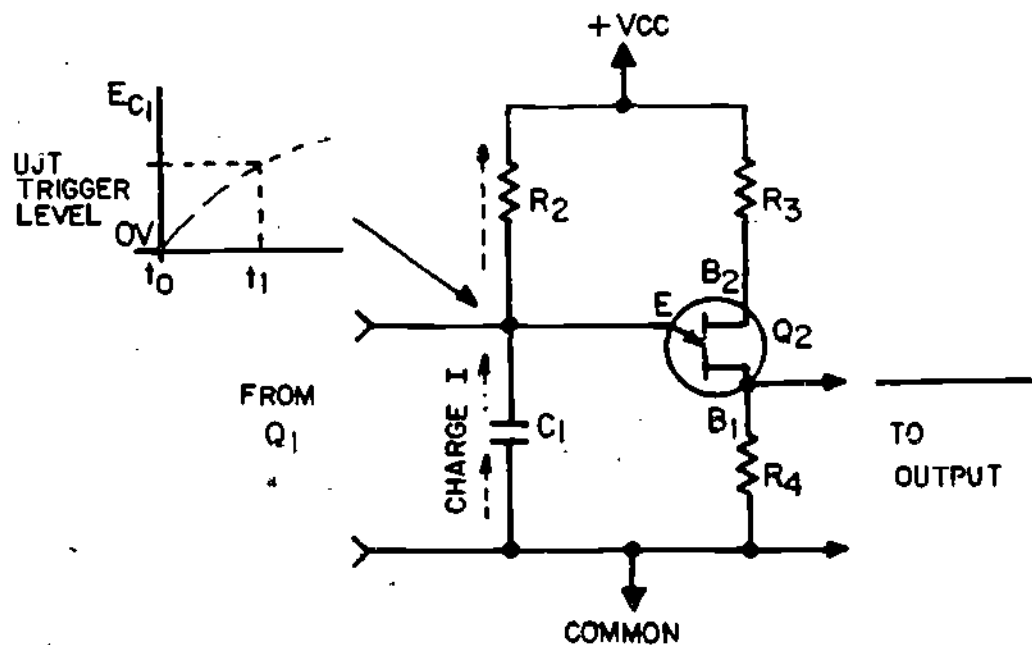 + VCC
EC1
UJT
TRIGGER
LEVEL
0V
t0
t1
R2
R3
B2
E
Q2
FROM
Q1
CHARGE I
C1
B1
R4
TO
OUTPUT
COMMON